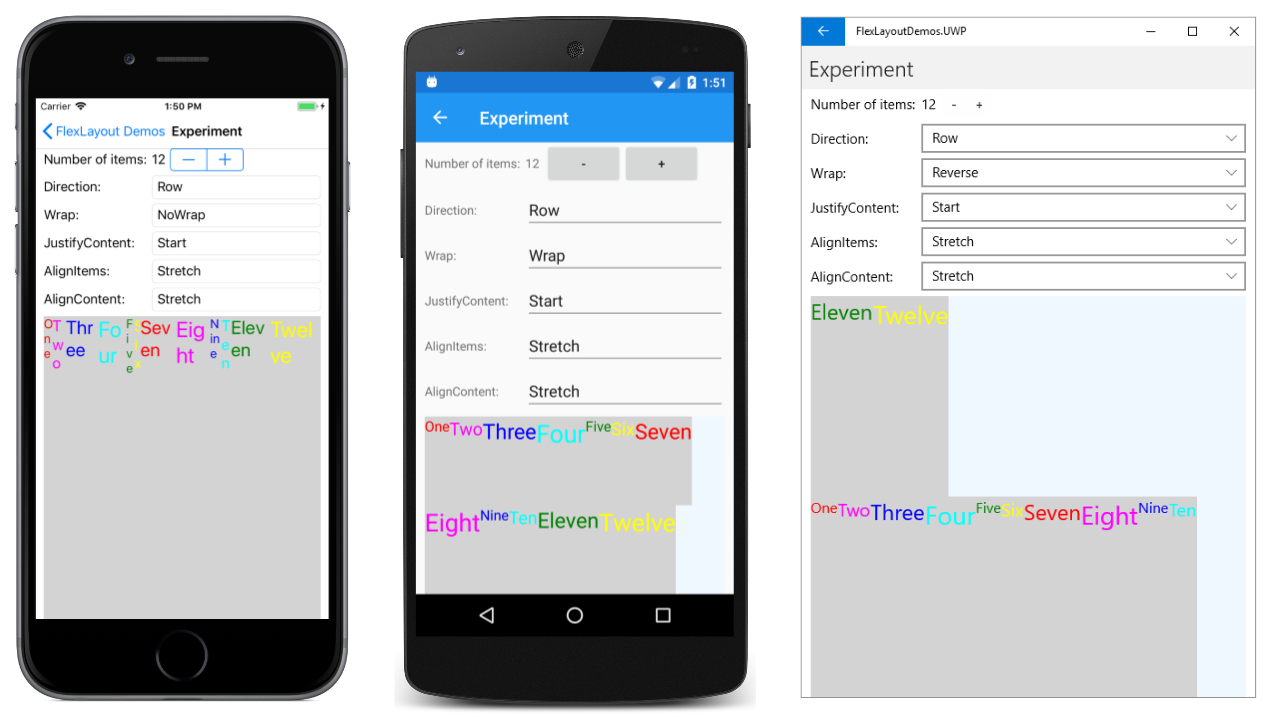 Carrier 1:50 PM
FlexLayout Demos Experiment
Number of items: 12 − +
Direction: Row
Wrap: NoWrap
JustifyContent: Start
AlignItems: Stretch
AlignContent: Stretch
One Two Three Four Five Six Seven Eight Nine Ten Eleven Twelve
1:51
Experiment
Number of items: 12 - +
Direction: Row
Wrap: Wrap
JustifyContent: Start
AlignItems: Stretch
AlignContent: Stretch
OneTwoThreeFourFiveSixSeven
EightNineTenElevenTwelve
FlexLayoutDemos.UWP
Experiment
Number of items: 12 - +
Direction: Row
Wrap: Reverse
JustifyContent: Start
AlignItems: Stretch
AlignContent: Stretch
ElevenTwelve
OneTwoThreeFourFiveSixSevenEightNineTen